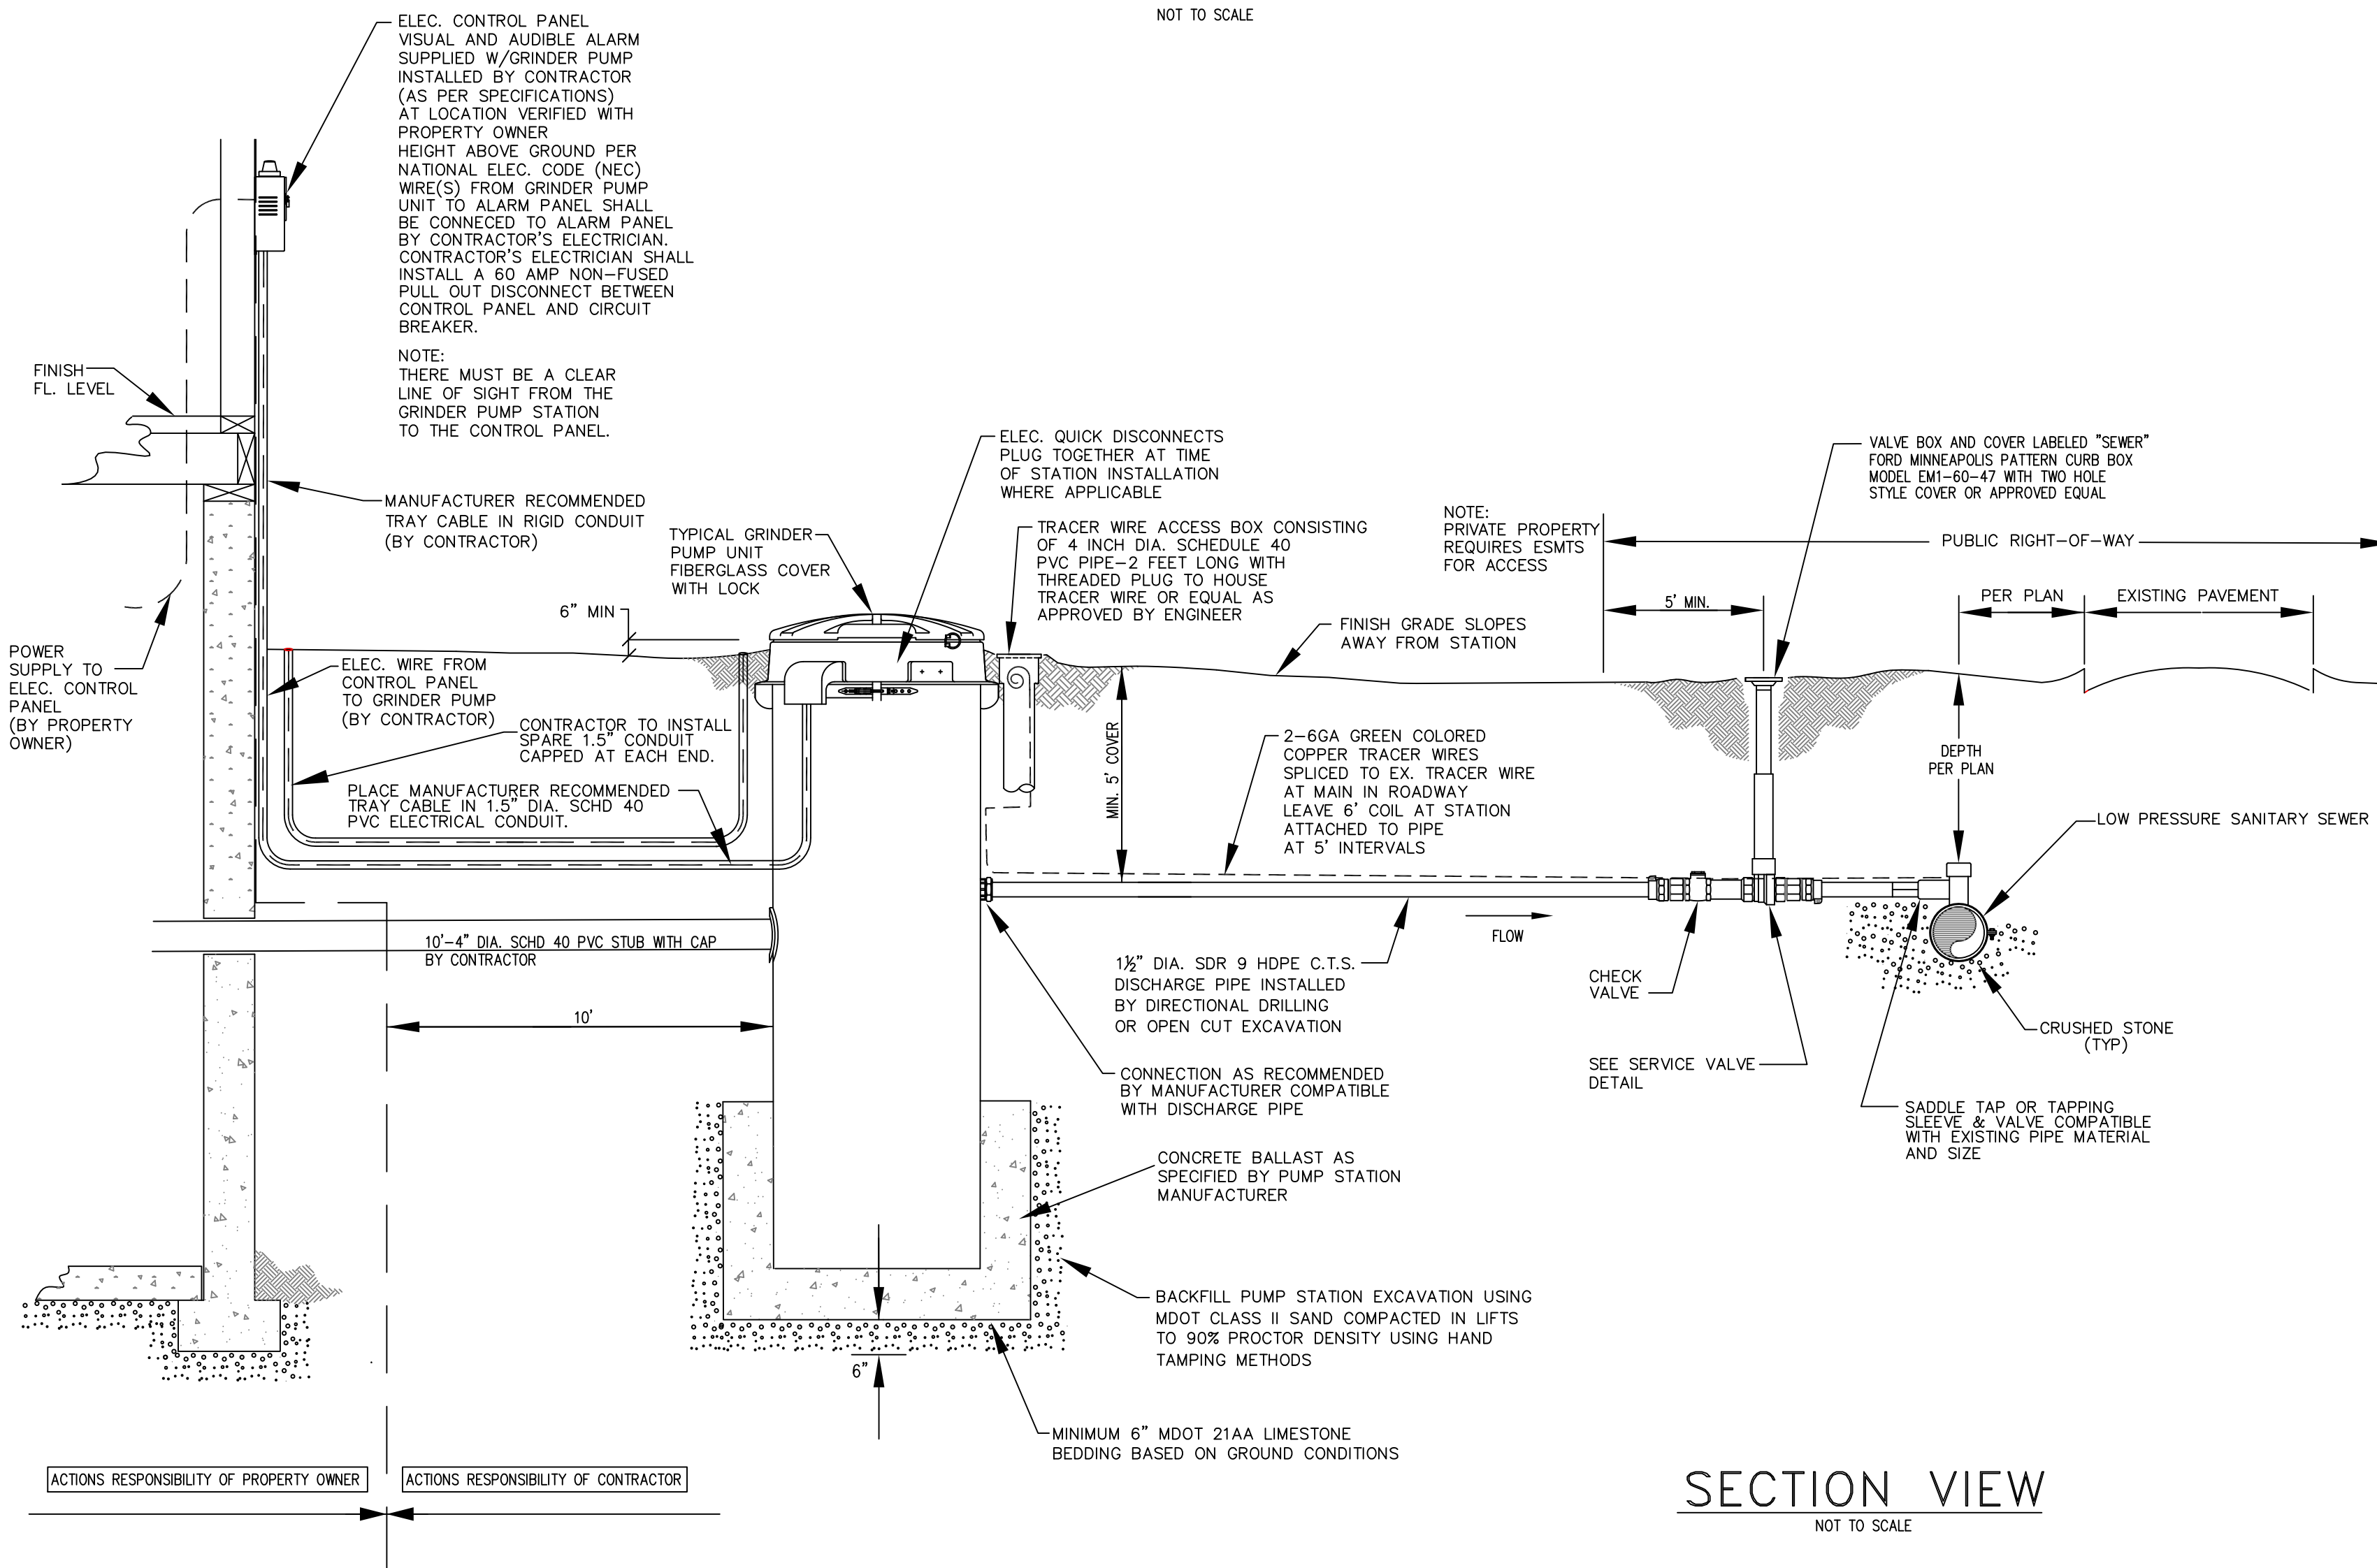 NOT TO SCALE
ELEC. CONTROL PANEL
VISUAL AND AUDIBLE ALARM
SUPPLIED W/GRINDER PUMP
INSTALLED BY CONTRACTOR
(AS PER SPECIFICATIONS)
AT LOCATION VERIFIED WITH
PROPERTY OWNER
HEIGHT ABOVE GROUND PER
NATIONAL ELEC. CODE (NEC)
WIRE(S) FROM GRINDER PUMP
UNIT TO ALARM PANEL SHALL
BE CONNECED TO ALARM PANEL
BY CONTRACTOR'S ELECTRICIAN.
CONTRACTOR'S ELECTRICIAN SHALL
INSTALL A 60 AMP NON-FUSED
PULL OUT DISCONNECT BETWEEN
CONTROL PANEL AND CIRCUIT
BREAKER.
NOTE:
THERE MUST BE A CLEAR
LINE OF SIGHT FROM THE
GRINDER PUMP STATION
TO THE CONTROL PANEL.
FINISH
FL. LEVEL
MANUFACTURER RECOMMENDED
TRAY CABLE IN RIGID CONDUIT
(BY CONTRACTOR)
ELEC. QUICK DISCONNECTS
PLUG TOGETHER AT TIME
OF STATION INSTALLATION
WHERE APPLICABLE
VALVE BOX AND COVER LABELED "SEWER"
FORD MINNEAPOLIS PATTERN CURB BOX
MODEL EM1-60-47 WITH TWO HOLE
STYLE COVER OR APPROVED EQUAL
TYPICAL GRINDER
PUMP UNIT
FIBERGLASS COVER
WITH LOCK
TRACER WIRE ACCESS BOX CONSISTING
OF 4 INCH DIA. SCHEDULE 40
PVC PIPE-2 FEET LONG WITH
THREADED PLUG TO HOUSE
TRACER WIRE OR EQUAL AS
APPROVED BY ENGINEER
NOTE:
PRIVATE PROPERTY
REQUIRES ESMTS
FOR ACCESS
PUBLIC RIGHT-OF-WAY
5' MIN.
PER PLAN
EXISTING PAVEMENT
6" MIN
FINISH GRADE SLOPES
AWAY FROM STATION
POWER
SUPPLY TO
ELEC. CONTROL
PANEL
(BY PROPERTY
OWNER)
ELEC. WIRE FROM
CONTROL PANEL
TO GRINDER PUMP
(BY CONTRACTOR)
CONTRACTOR TO INSTALL
SPARE 1.5" CONDUIT
CAPPED AT EACH END.
PLACE MANUFACTURER RECOMMENDED
TRAY CABLE IN 1.5" DIA. SCHD 40
PVC ELECTRICAL CONDUIT.
MIN. 5' COVER
2-6GA GREEN COLORED
COPPER TRACER WIRES
SPLICED TO EX. TRACER WIRE
AT MAIN IN ROADWAY
LEAVE 6' COIL AT STATION
ATTACHED TO PIPE
AT 5' INTERVALS
DEPTH
PER PLAN
LOW PRESSURE SANITARY SEWER
10'-4" DIA. SCHD 40 PVC STUB WITH CAP
BY CONTRACTOR
FLOW
10'
1½" DIA. SDR 9 HDPE C.T.S.
DISCHARGE PIPE INSTALLED
BY DIRECTIONAL DRILLING
OR OPEN CUT EXCAVATION
CHECK
VALVE
CRUSHED STONE
(TYP)
CONNECTION AS RECOMMENDED
BY MANUFACTURER COMPATIBLE
WITH DISCHARGE PIPE
SEE SERVICE VALVE
DETAIL
SADDLE TAP OR TAPPING
SLEEVE & VALVE COMPATIBLE
WITH EXISTING PIPE MATERIAL
AND SIZE
CONCRETE BALLAST AS
SPECIFIED BY PUMP STATION
MANUFACTURER
BACKFILL PUMP STATION EXCAVATION USING
MDOT CLASS II SAND COMPACTED IN LIFTS
TO 90% PROCTOR DENSITY USING HAND
TAMPING METHODS
6"
MINIMUM 6" MDOT 21AA LIMESTONE
BEDDING BASED ON GROUND CONDITIONS
ACTIONS RESPONSIBILITY OF PROPERTY OWNER
ACTIONS RESPONSIBILITY OF CONTRACTOR
SECTION VIEW
NOT TO SCALE